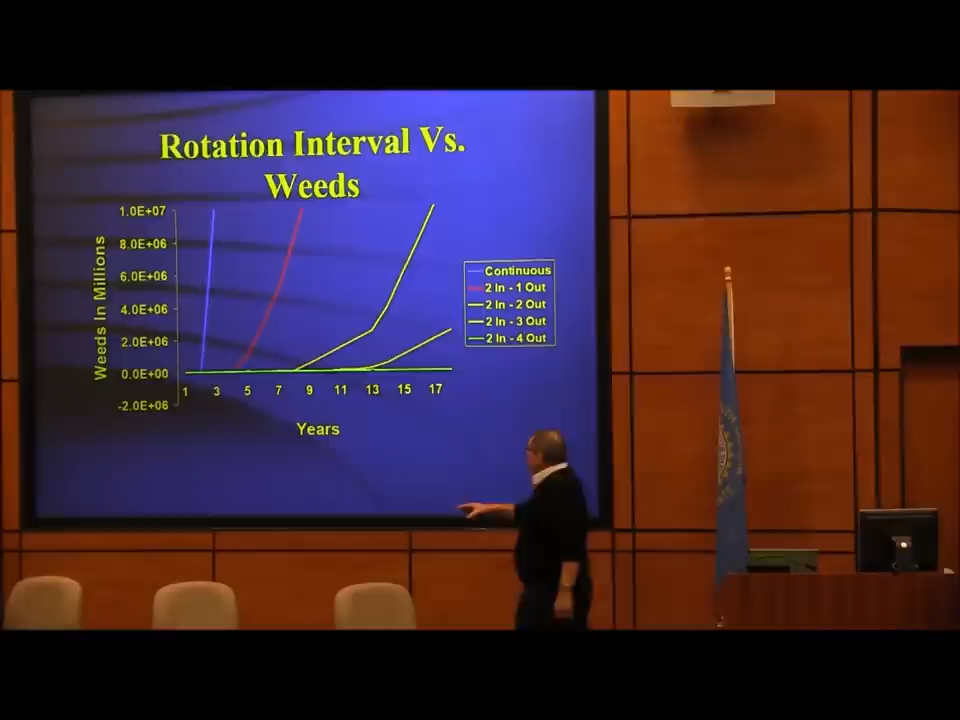 Rotation Interval Vs.
Weeds
Weeds In Millions
1.0E+07
8.0E+06
6.0E+06
4.0E+06
2.0E+06
0.0E+00
-2.0E+06
1 3 5 7 9 11 13 15 17
Years
Continuous
2 In - 1 Out
2 In - 2 Out
2 In - 3 Out
2 In - 4 Out